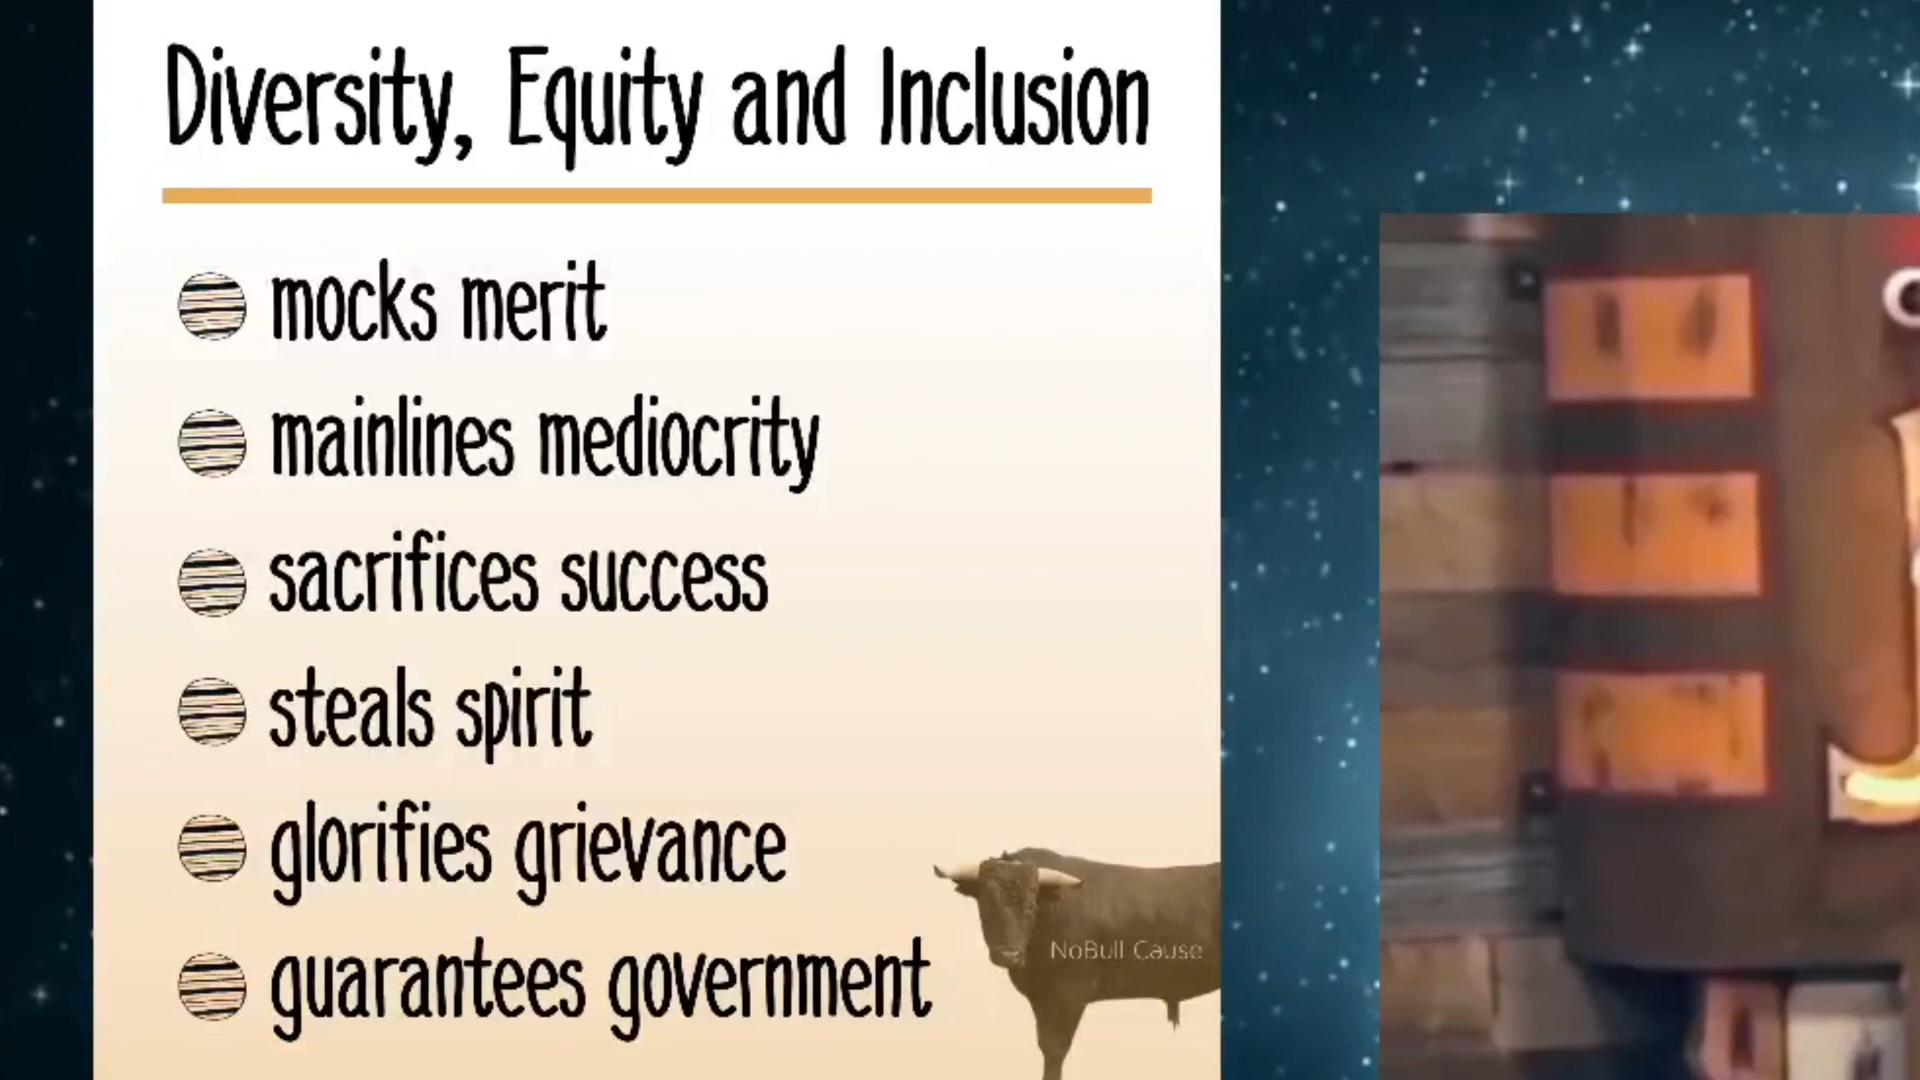 Diversity, Equity and Inclusion
mocks merit
mainlines mediocrity
sacrifices success
steals spirit
glorifies grievance
guarantees government
NoBull Cause